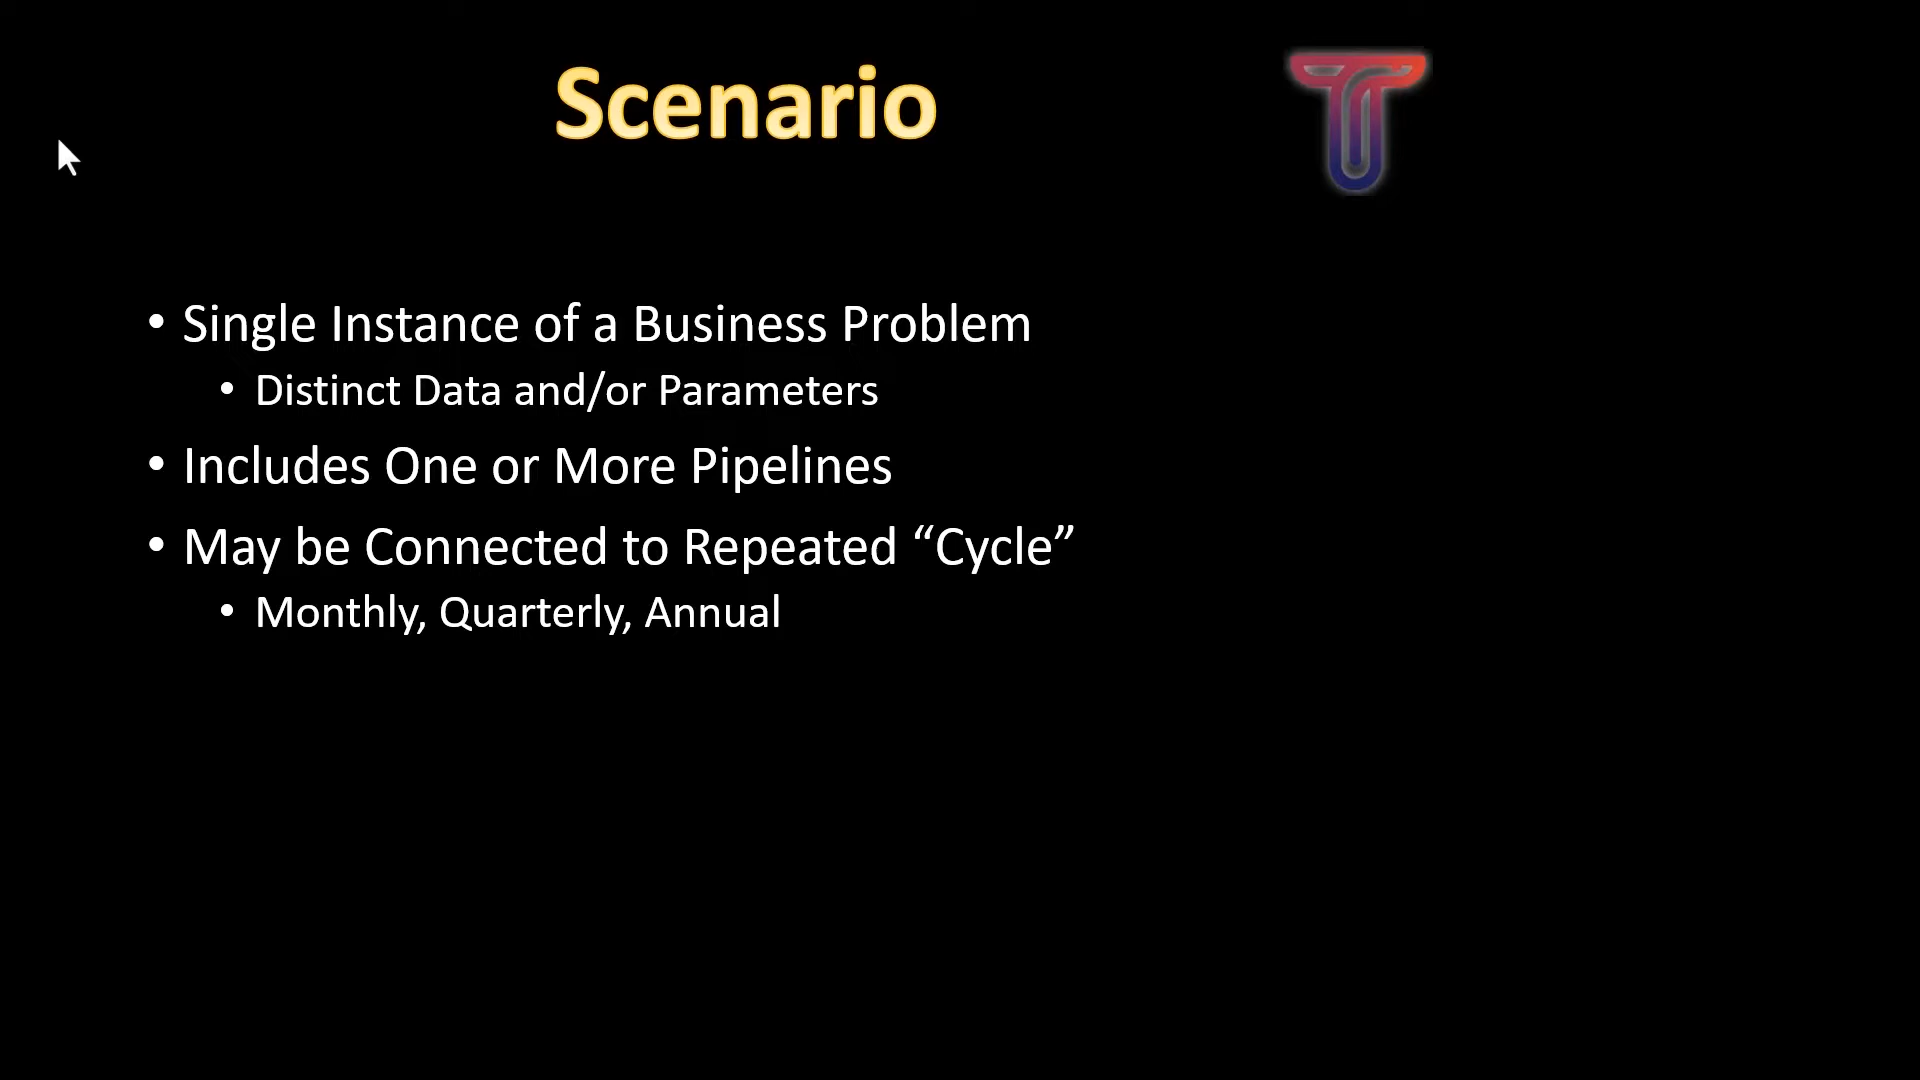 Scenario
• Single Instance of a Business Problem
• Distinct Data and/or Parameters
• Includes One or More Pipelines
• May be Connected to Repeated “Cycle”
• Monthly, Quarterly, Annual